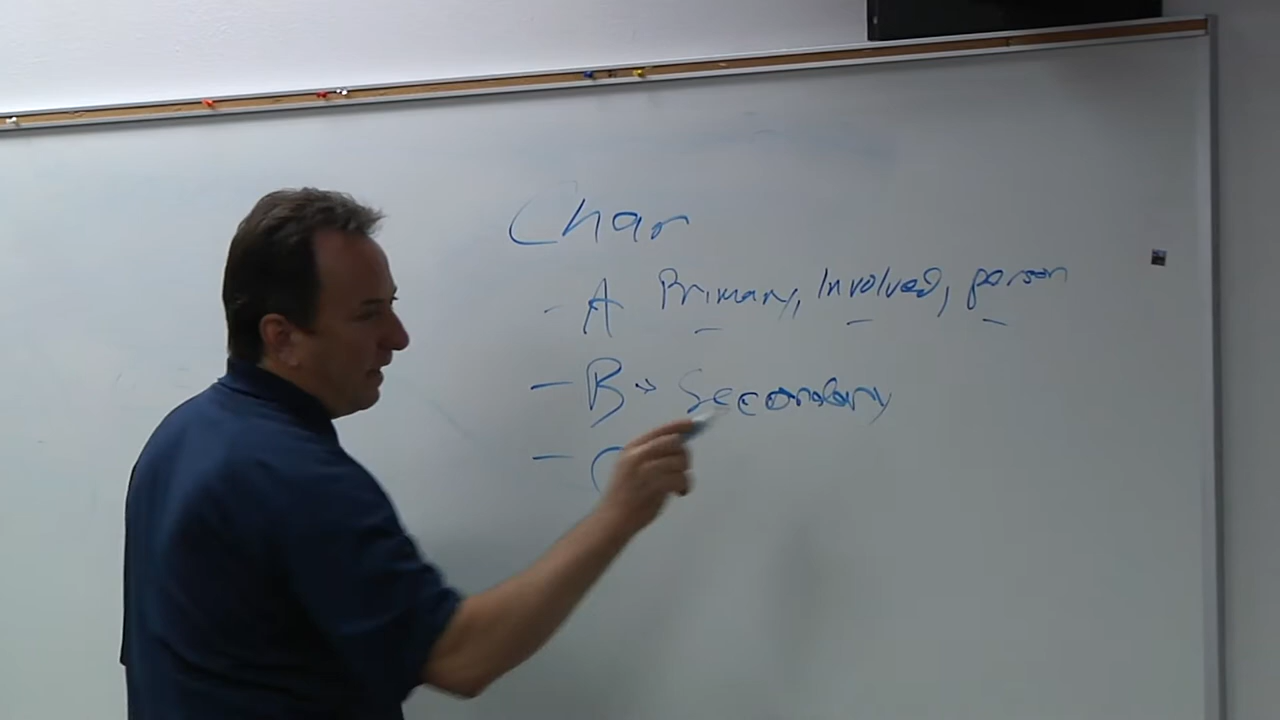 Char
- A Primary, Involved, person
- B → Secondary
- C